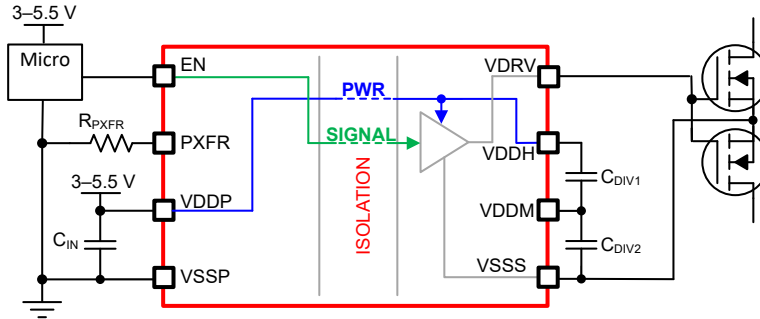 3–5.5 V
Micro
EN
PWR
VDRV
RPXFR
PXFR
SIGNAL
VDDH
3–5.5 V
CDIV1
VDDP
ISOLATION
VDDM
CIN
CDIV2
VSSP
VSSS